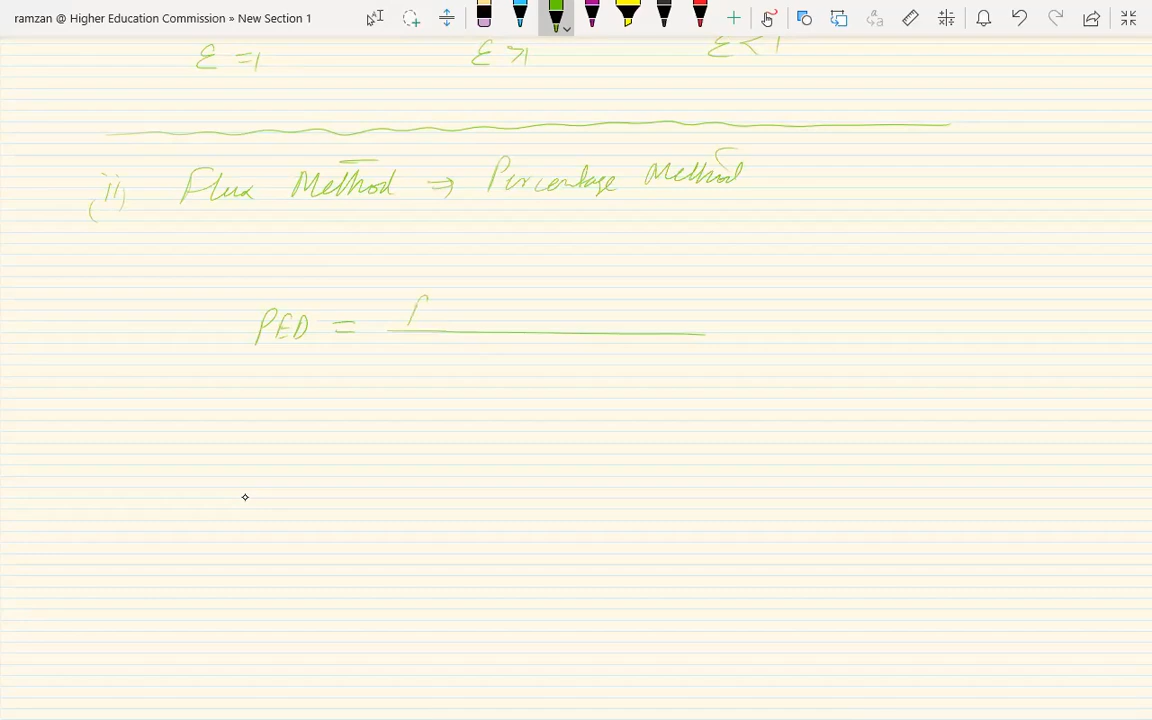 ramzan @ Higher Education Commission » New Section 1
ε = 1 ε > 1 ε < 1
(ii) Flux Method ⇒ Percentage Method
PED =